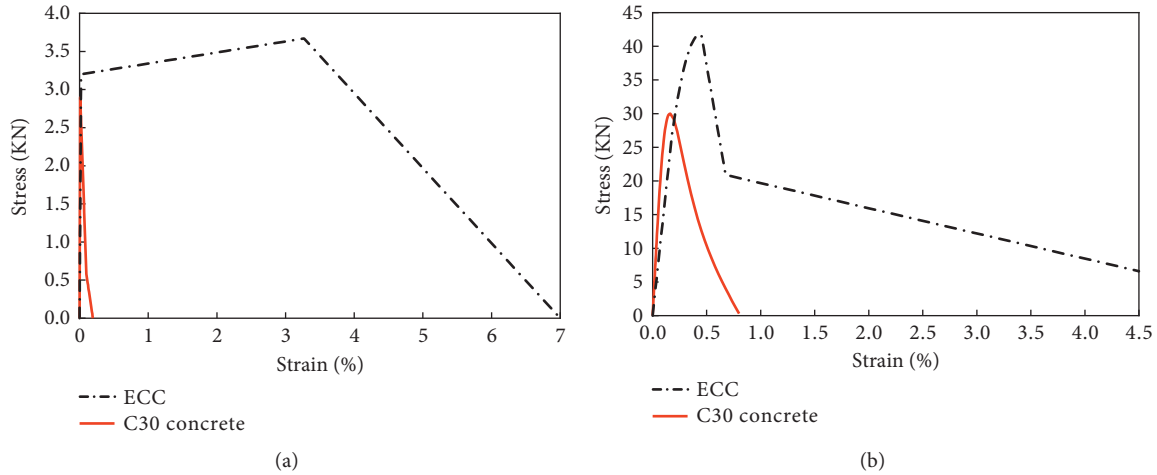 4.0
3.5
3.0
2.5
2.0
1.5
1.0
0.5
0.0
Stress (KN)
0 1 2 3 4 5 6 7
Strain (%)
ECC
C30 concrete
(a)
45
40
35
30
25
20
15
10
5
0
Stress (KN)
0.0 0.5 1.0 1.5 2.0 2.5 3.0 3.5 4.0 4.5
Strain (%)
ECC
C30 concrete
(b)